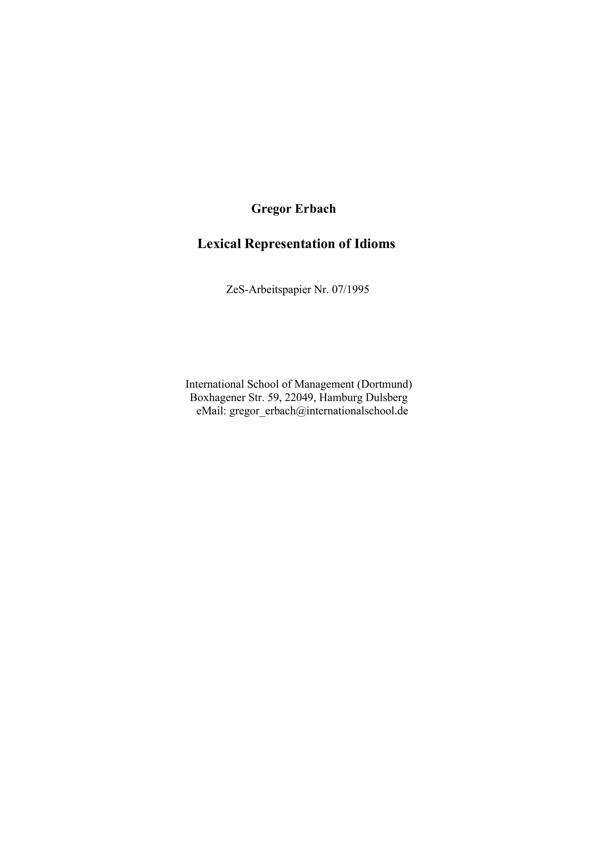 Gregor Erbach
Lexical Representation of Idioms
ZeS-Arbeitspapier Nr. 07/1995
International School of Management (Dortmund)
Boxhagener Str. 59, 22049, Hamburg Dulsberg
eMail: gregor_erbach@internationalschool.de